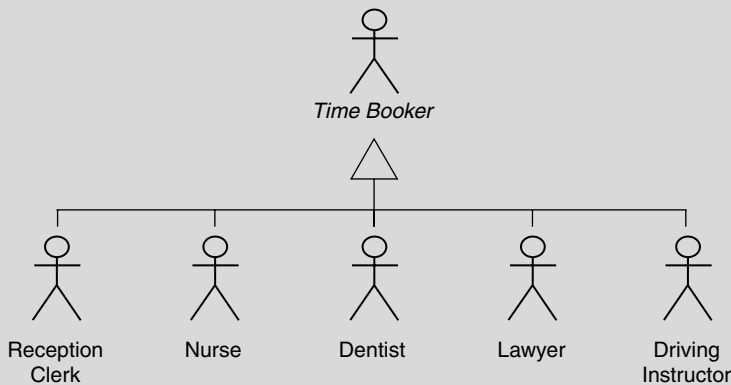 Time Booker
Reception
Clerk
Nurse
Dentist
Lawyer
Driving
Instructor